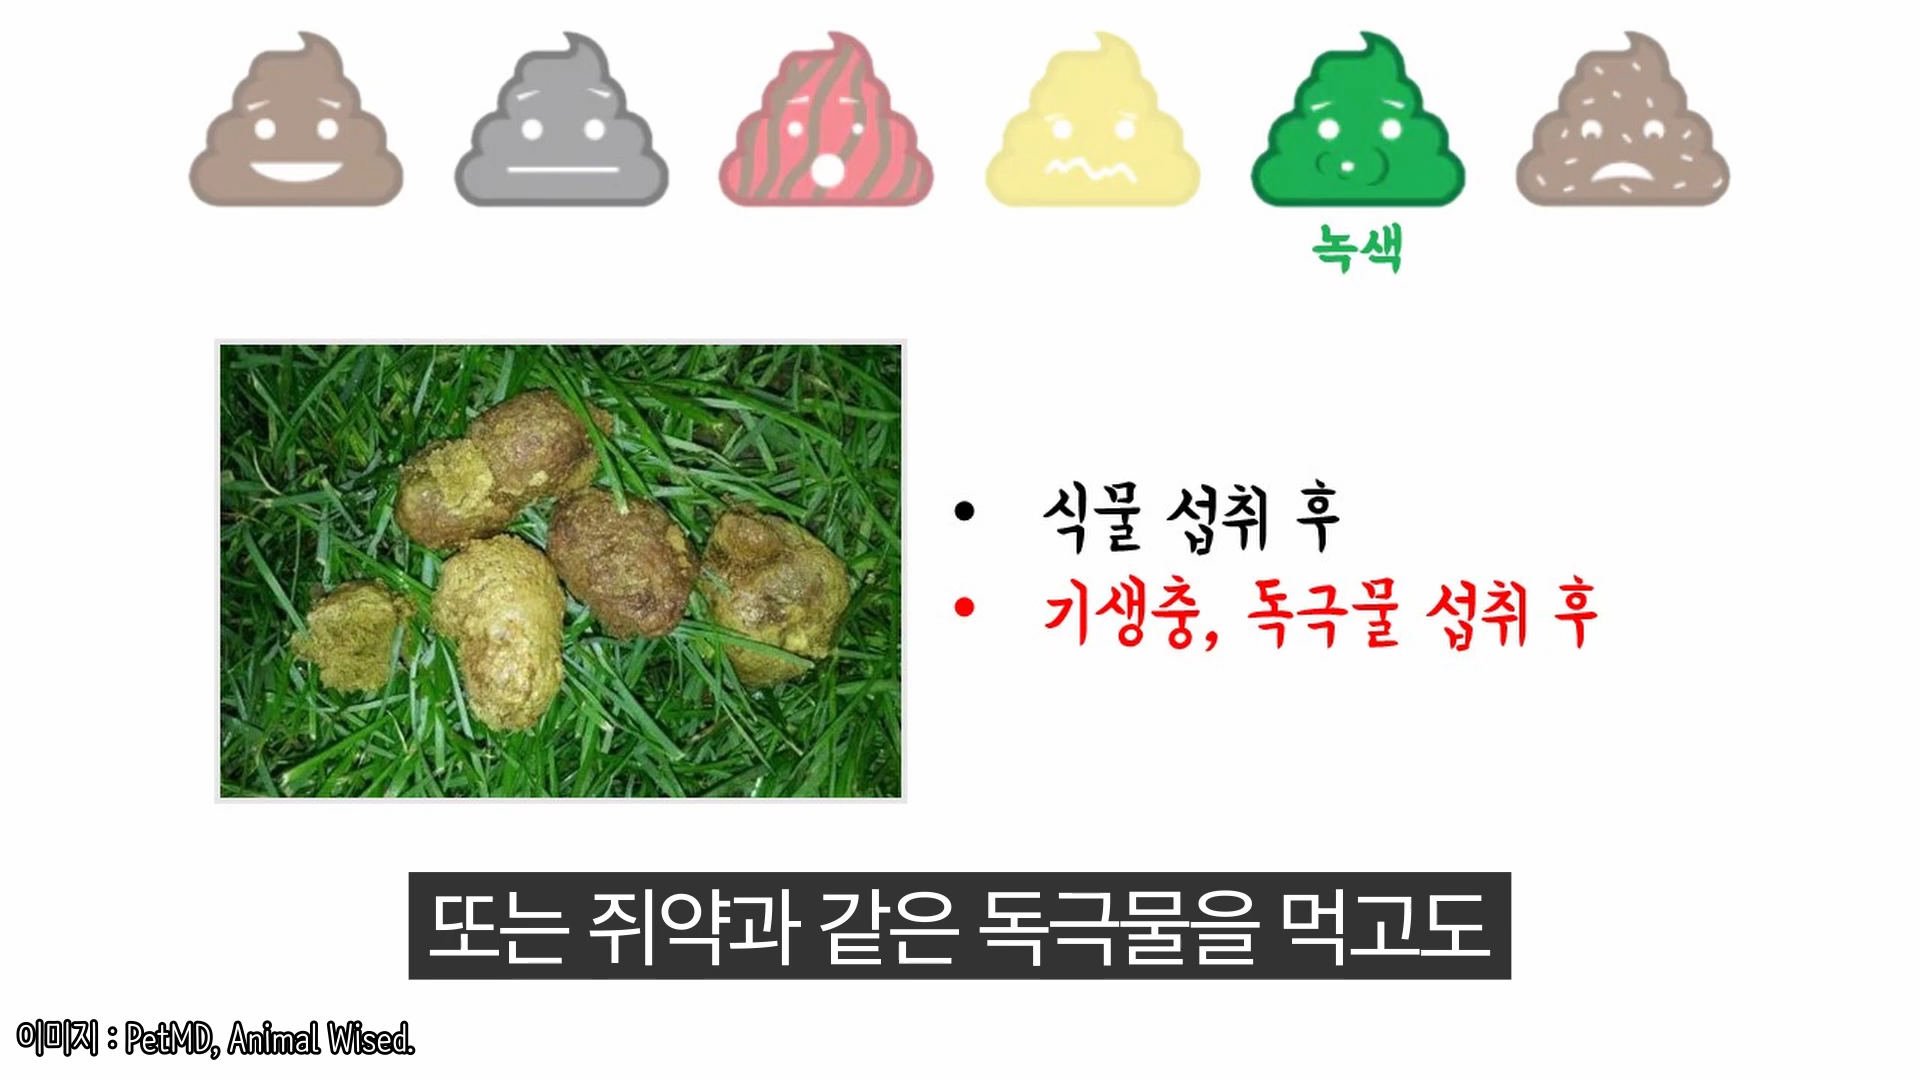 녹색
• 식물 섭취 후
• 기생충, 독극물 섭취 후
또는 쥐약과 같은 독극물을 먹고도
이미지 : PetMD, Animal Wised.